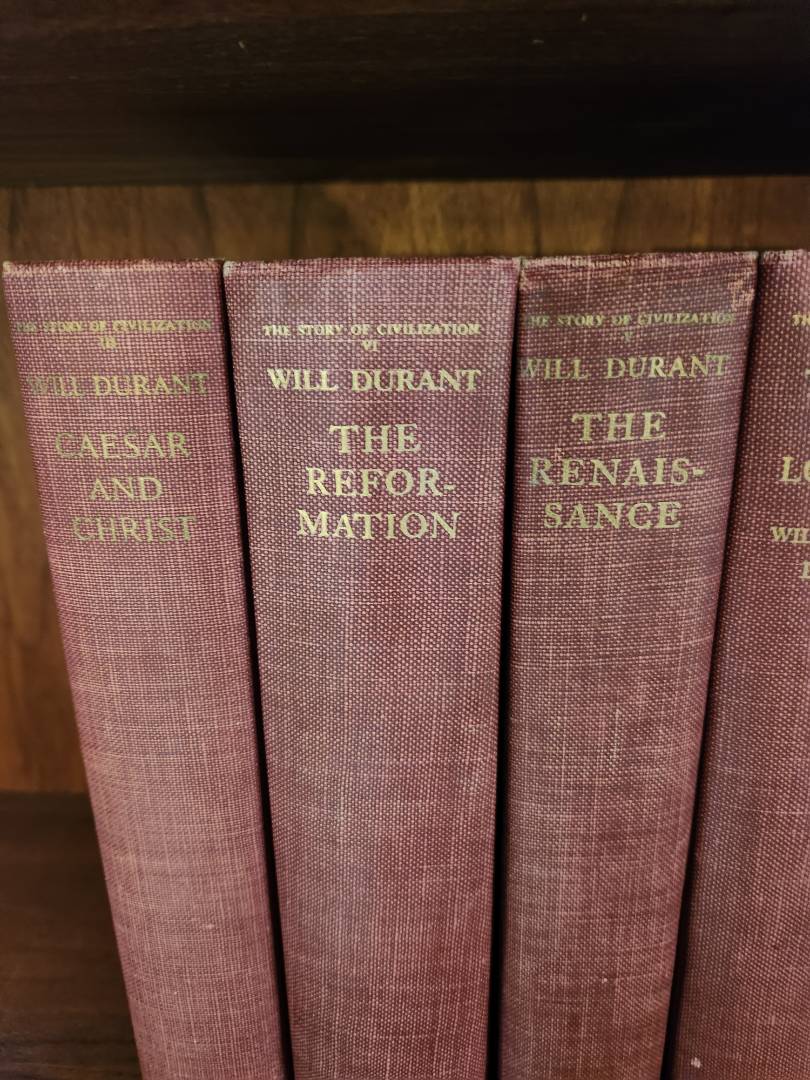 THE STORY OF CIVILIZATION
III
WILL DURANT
CAESAR
AND
CHRIST
THE STORY OF CIVILIZATION
VI
WILL DURANT
THE
REFOR-
MATION
THE STORY OF CIVILIZATION
V
WILL DURANT
THE
RENAIS-
SANCE